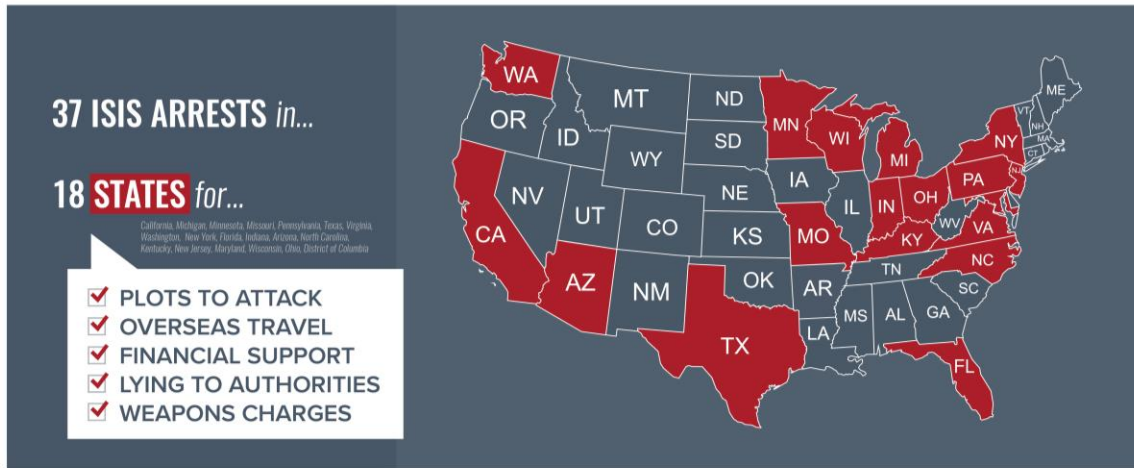 37 ISIS ARRESTS in...
18 STATES for...
California, Michigan, Minnesota, Missouri, Pennsylvania, Texas, Virginia,
Washington, New York, Florida, Indiana, Arizona, North Carolina,
Kentucky, New Jersey, Maryland, Wisconsin, Ohio, District of Columbia
PLOTS TO ATTACK
OVERSEAS TRAVEL
FINANCIAL SUPPORT
LYING TO AUTHORITIES
WEAPONS CHARGES
WA
OR
CA
ID
NV
AZ
MT
WY
UT
CO
NM
ND
SD
NE
KS
OK
TX
MN
IA
MO
AR
LA
WI
IL
MS
MI
IN
KY
TN
AL
OH
WV
GA
FL
SC
NC
VA
PA
NY
NJ
VT
NH
ME
MA
CT